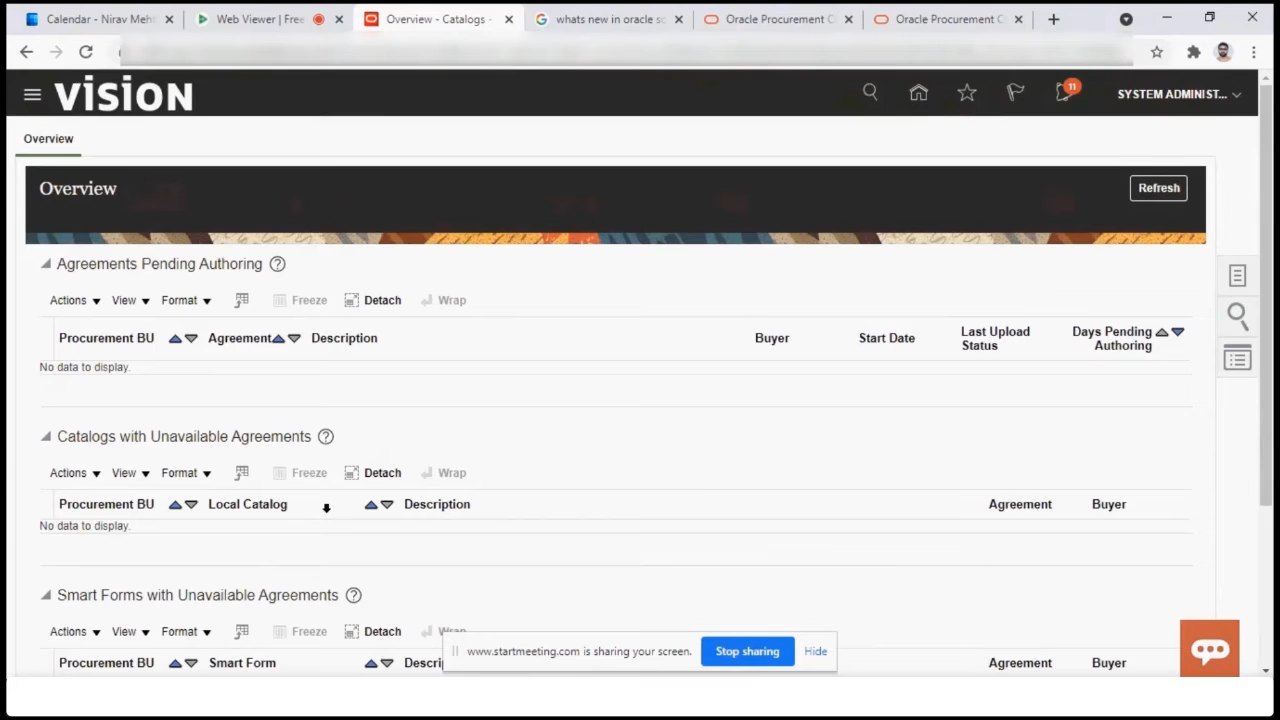 Calendar - Nirav Meht
Web Viewer | Free
Overview - Catalogs -
whats new in oracle sc
Oracle Procurement C
Oracle Procurement C
vision
11
SYSTEM ADMINIST...
Overview
Overview
Refresh
Agreements Pending Authoring
Actions View Format Freeze Detach Wrap
Procurement BU Agreement Description Buyer Start Date Last Upload Status Days Pending Authoring
No data to display.
Catalogs with Unavailable Agreements
Actions View Format Freeze Detach Wrap
Procurement BU Local Catalog Description Agreement Buyer
No data to display.
Smart Forms with Unavailable Agreements
Actions View Format Freeze Detach Wrap
www.startmeeting.com is sharing your screen. Stop sharing Hide
Procurement BU Smart Form Descri Agreement Buyer